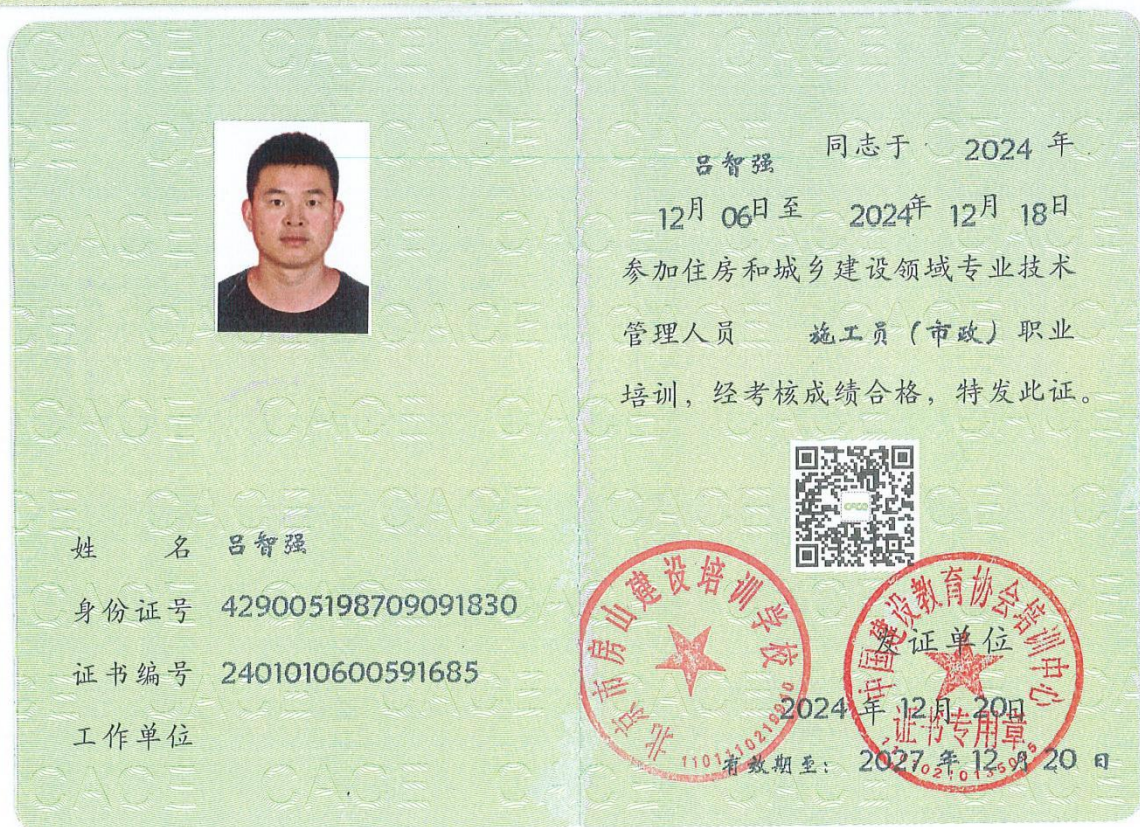 姓 名 吕智强
身份证号 429005198709091830
证书编号 2401010600591685
工作单位
吕智强 同志于 2024 年
12月 06日至 2024年 12月 18日
参加住房和城乡建设领域专业技术
管理人员 施工员（市政）职业
培训，经考核成绩合格，特发此证。
CACE
北京市房山建设培训学校
中国建设教育协会培训中心
证书专用章
发证单位
2024 年 12月 20日
有效期至： 2027 年 12 月 20 日